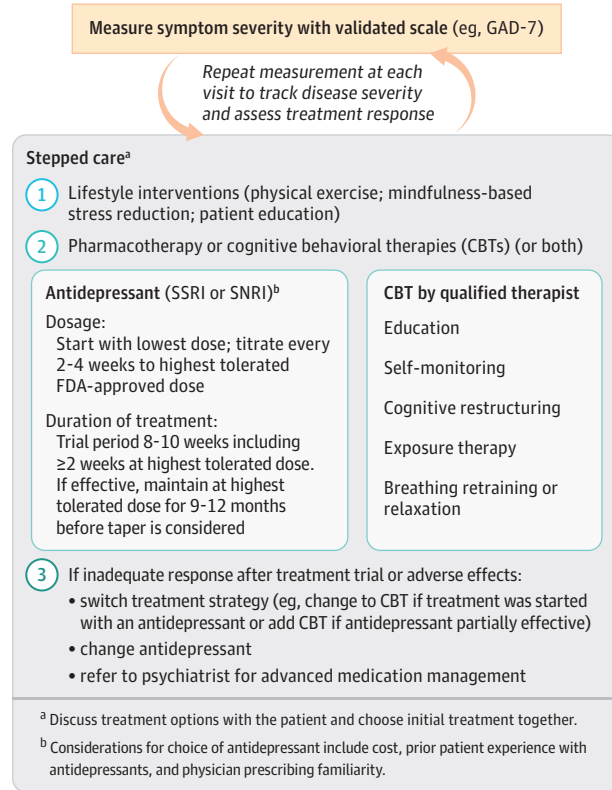 Measure symptom severity with validated scale (eg, GAD-7)
Repeat measurement at each
visit to track disease severity
and assess treatment response
Stepped careᵃ
1 Lifestyle interventions (physical exercise; mindfulness-based
stress reduction; patient education)
2 Pharmacotherapy or cognitive behavioral therapies (CBTs) (or both)
Antidepressant (SSRI or SNRI)ᵇ
Dosage:
Start with lowest dose; titrate every
2-4 weeks to highest tolerated
FDA-approved dose
Duration of treatment:
Trial period 8-10 weeks including
≥2 weeks at highest tolerated dose.
If effective, maintain at highest
tolerated dose for 9-12 months
before taper is considered
CBT by qualified therapist
Education
Self-monitoring
Cognitive restructuring
Exposure therapy
Breathing retraining or
relaxation
3 If inadequate response after treatment trial or adverse effects:
• switch treatment strategy (eg, change to CBT if treatment was started
with an antidepressant or add CBT if antidepressant partially effective)
• change antidepressant
• refer to psychiatrist for advanced medication management
ᵃ Discuss treatment options with the patient and choose initial treatment together.
ᵇ Considerations for choice of antidepressant include cost, prior patient experience with
antidepressants, and physician prescribing familiarity.